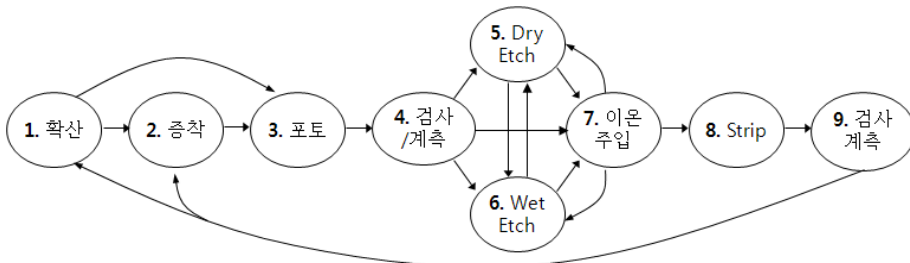 1. 확산
2. 증착
3. 포토
4. 검사
/계측
5. Dry
Etch
6. Wet
Etch
7. 이온
주입
8. Strip
9. 검사
계측